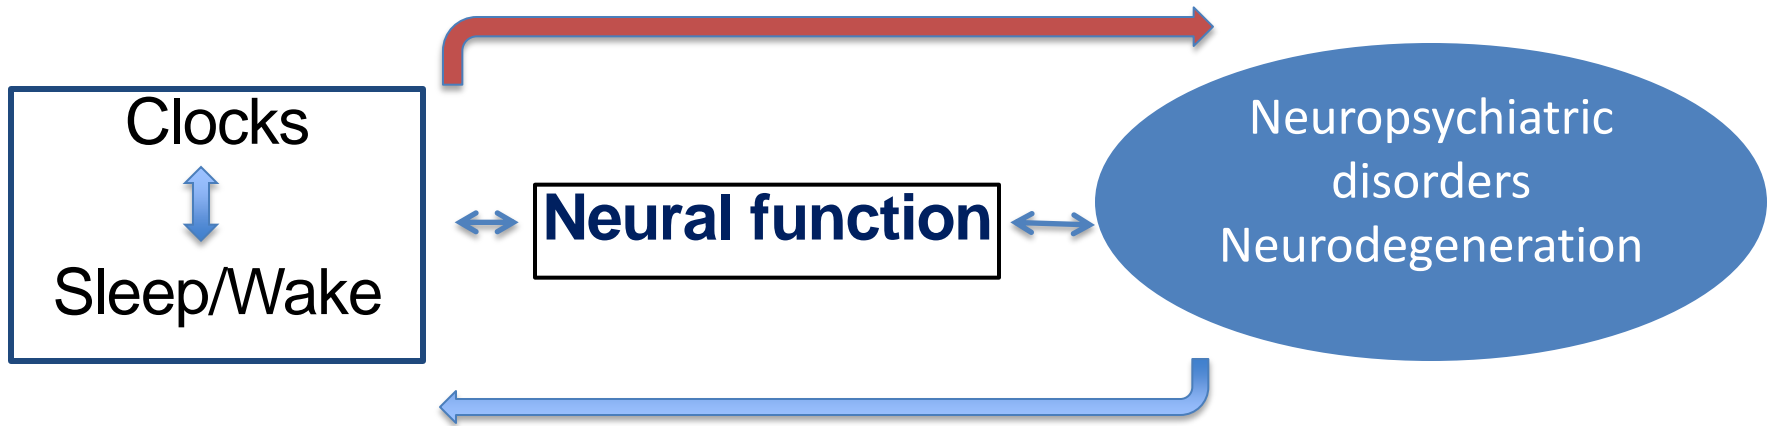 Clocks
Sleep/Wake
Neural function
Neuropsychiatric
disorders
Neurodegeneration